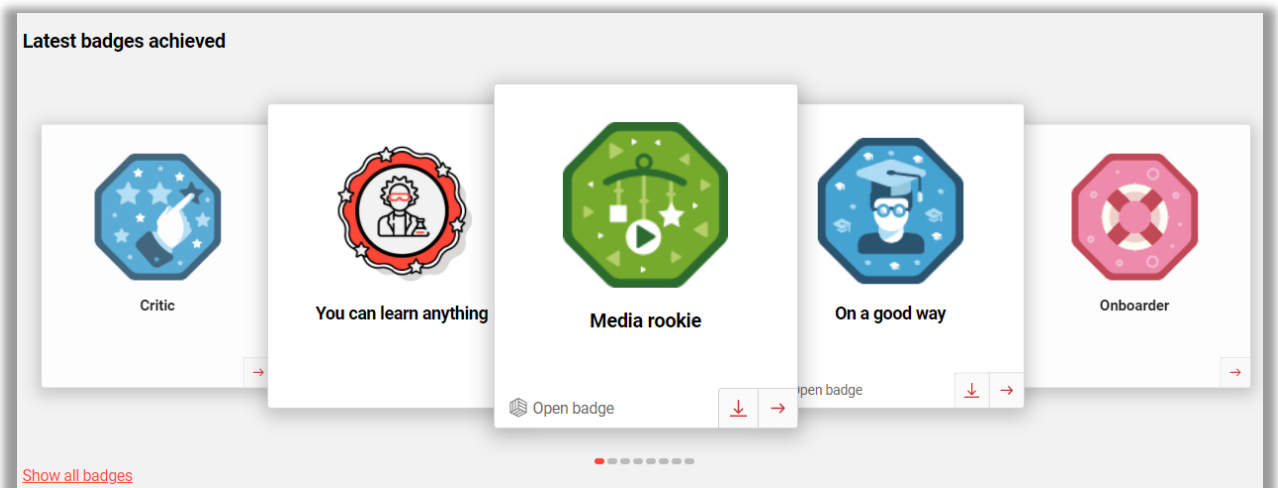 Latest badges achieved
Critic
You can learn anything
Media rookie
Open badge
On a good way
pen badge
Onboarder
Show all badges